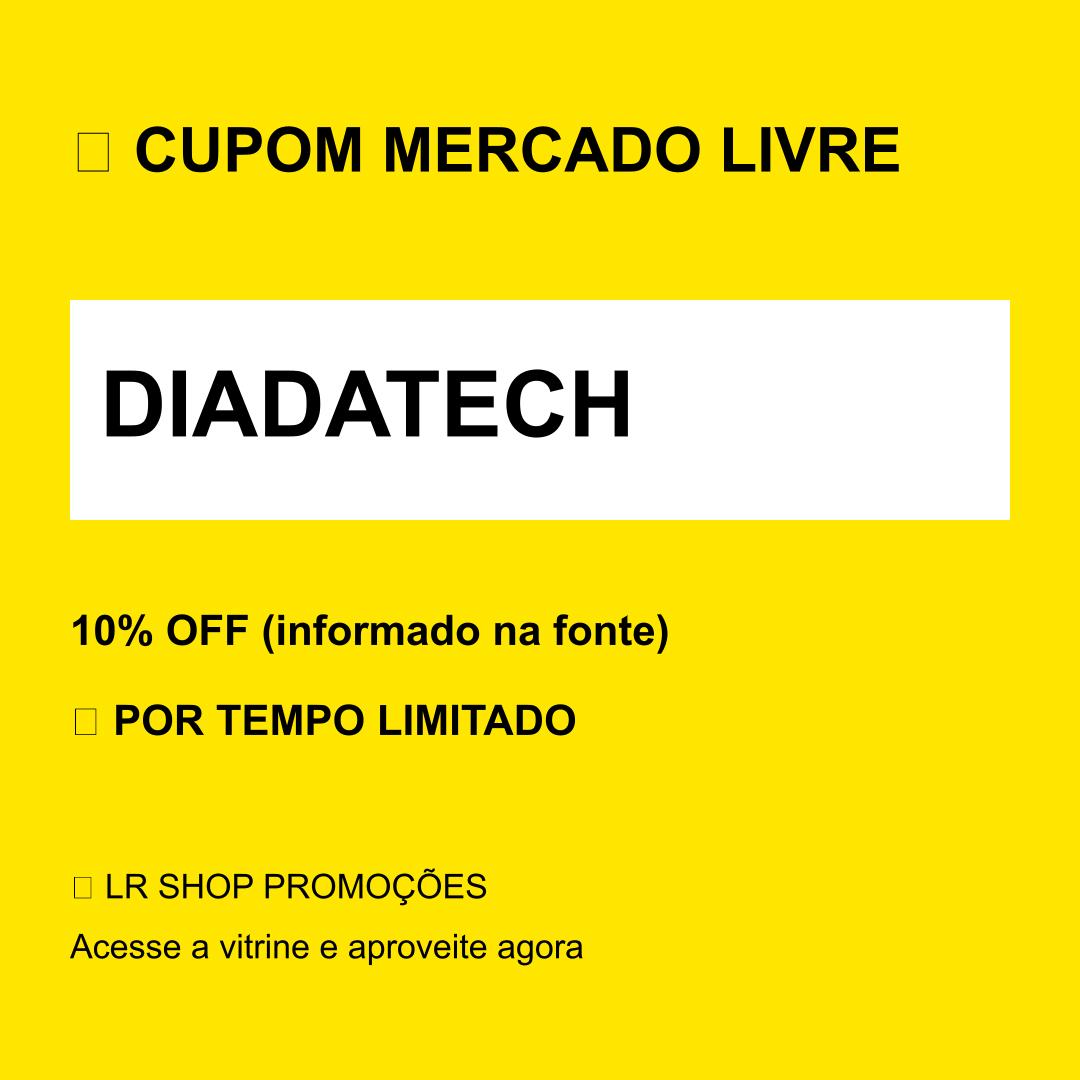 CUPOM MERCADO LIVRE
DIADATECH
10% OFF (informado na fonte)
POR TEMPO LIMITADO
LR SHOP PROMOÇÕES
Acesse a vitrine e aproveite agora